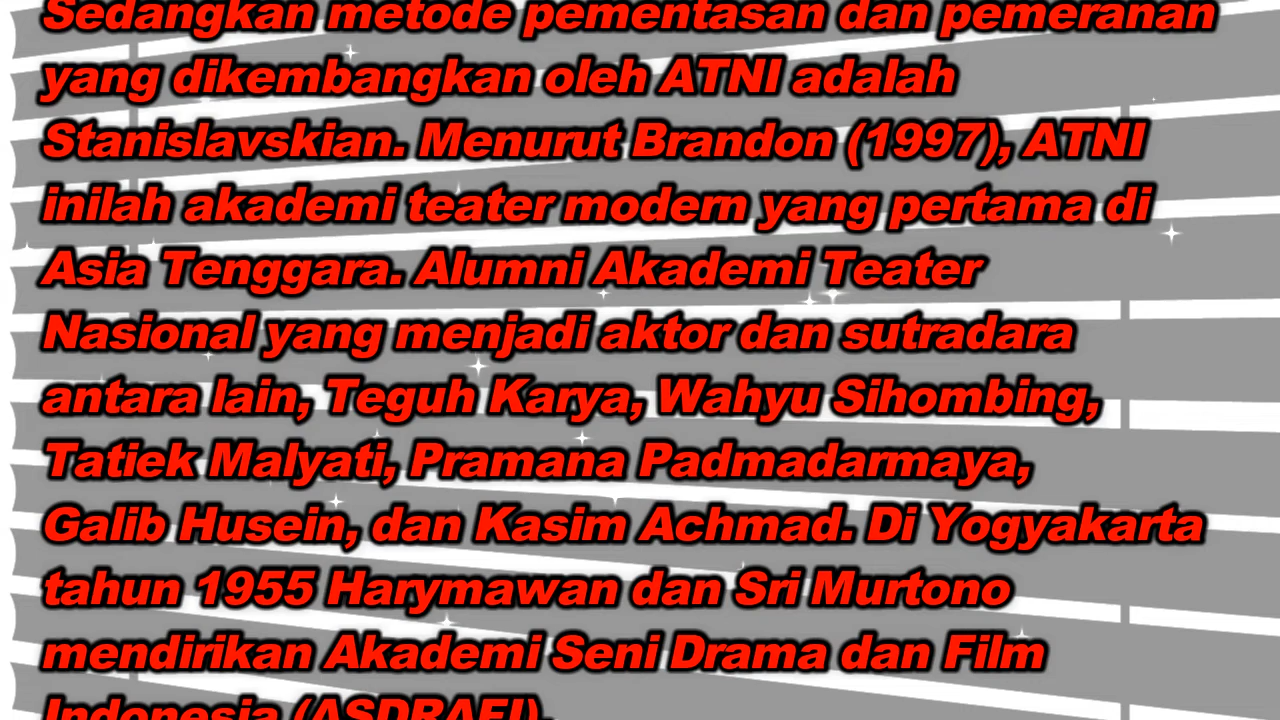 Sedangkan metode pementasan dan pemeranan
yang dikembangkan oleh ATNI adalah
Stanislavskian. Menurut Brandon (1997), ATNI
inilah akademi teater modern yang pertama di
Asia Tenggara. Alumni Akademi Teater
Nasional yang menjadi aktor dan sutradara
antara lain, Teguh Karya, Wahyu Sihombing,
Tatiek Malyati, Pramana Padmadarmaya,
Galib Husein, dan Kasim Achmad. Di Yogyakarta
tahun 1955 Harymawan dan Sri Murtono
mendirikan Akademi Seni Drama dan Film
Indonesia (ASDRAFI).